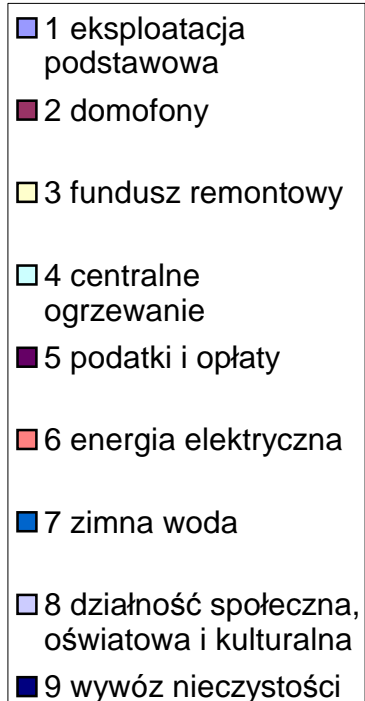 1 eksploatacja
podstawowa
2 domofony
3 fundusz remontowy
4 centralne
ogrzewanie
5 podatki i opłaty
6 energia elektryczna
7 zimna woda
8 działność społeczna,
oświatowa i kulturalna
9 wywóz nieczystości